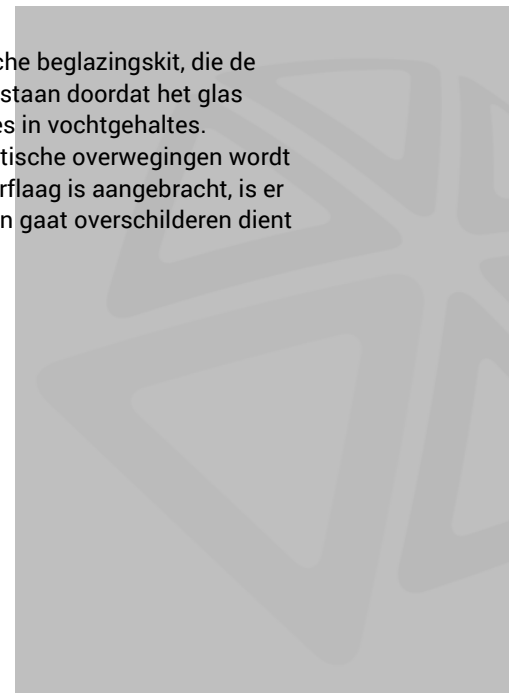 che beglazingskit, die de
staan doordat het glas
es in vochtgehaltes.
tische overwegingen wordt
rflaag is aangebracht, is er
n gaat overschilderen dient